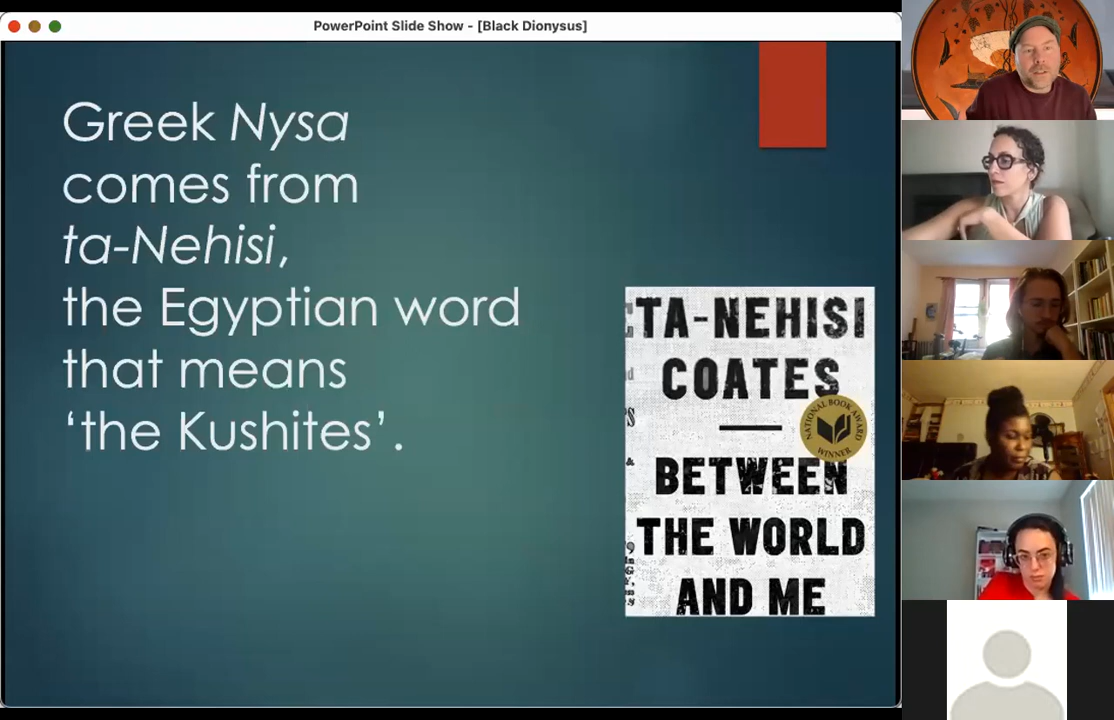 PowerPoint Slide Show - [Black Dionysus]
Greek Nysa
comes from
ta-Nehisi,
the Egyptian word
that means
‘the Kushites’.
TA-NEHISI
COATES
NATIONAL BOOK AWARD
WINNER
BETWEEN
THE WORLD
AND ME